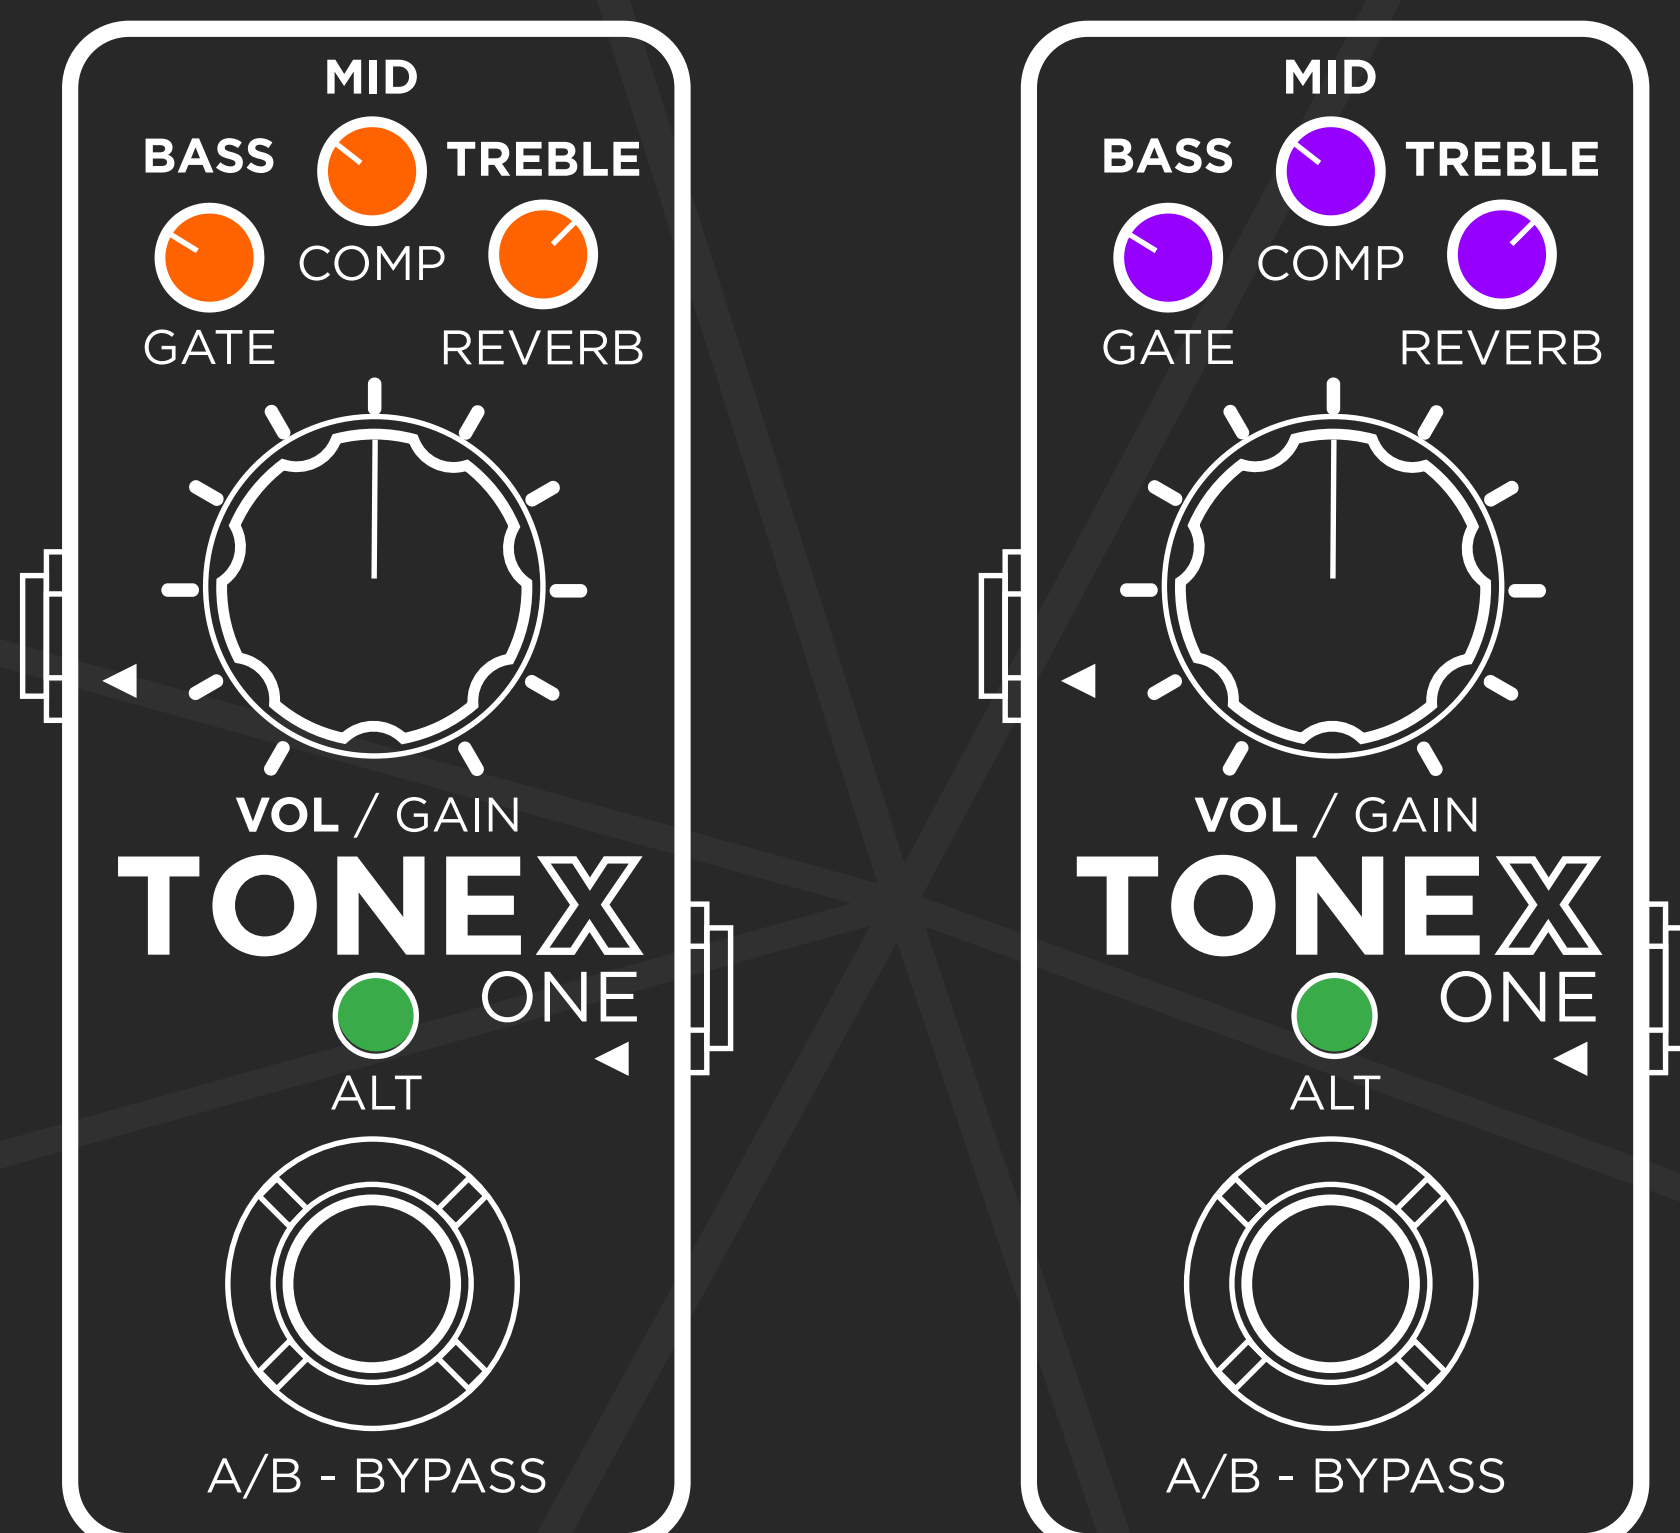 MID
BASS
TREBLE
COMP
GATE
REVERB
VOL / GAIN
TONEX
ONE
ALT
A/B - BYPASS
MID
BASS
TREBLE
COMP
GATE
REVERB
VOL / GAIN
TONEX
ONE
ALT
A/B - BYPASS